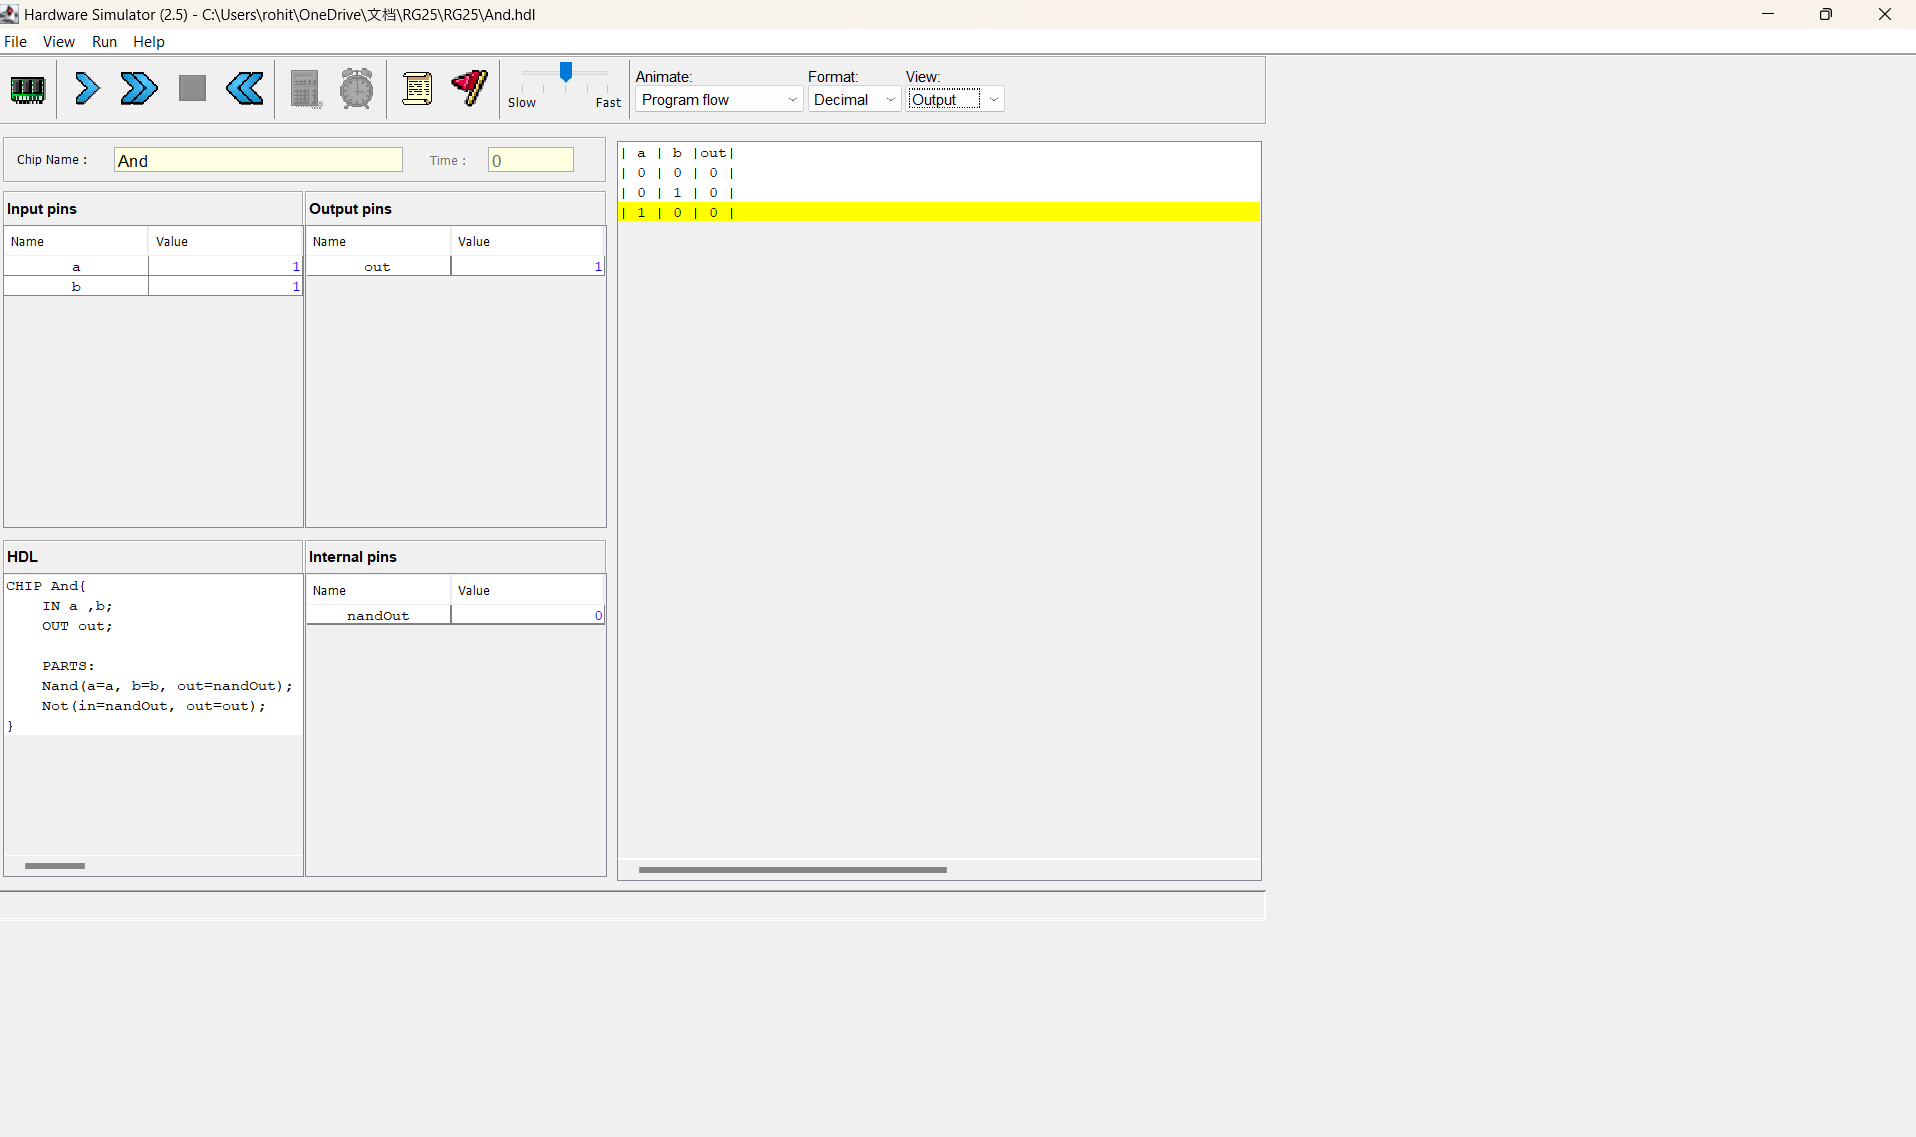 Hardware Simulator (2.5) - C:\Users\rohit\OneDrive\文档\RG25\RG25\And.hdl
File View Run Help
Slow Fast
Animate: Format: View:
Program flow Decimal Output
Chip Name : And Time : 0
Input pins
Name Value
a 1
b 1
Output pins
Name Value
out 1
HDL
CHIP And{
    IN a ,b;
    OUT out;

    PARTS:
    Nand(a=a, b=b, out=nandOut);
    Not(in=nandOut, out=out);
}
Internal pins
Name Value
nandOut 0
| a | b |out|
| 0 | 0 | 0 |
| 0 | 1 | 0 |
| 1 | 0 | 0 |